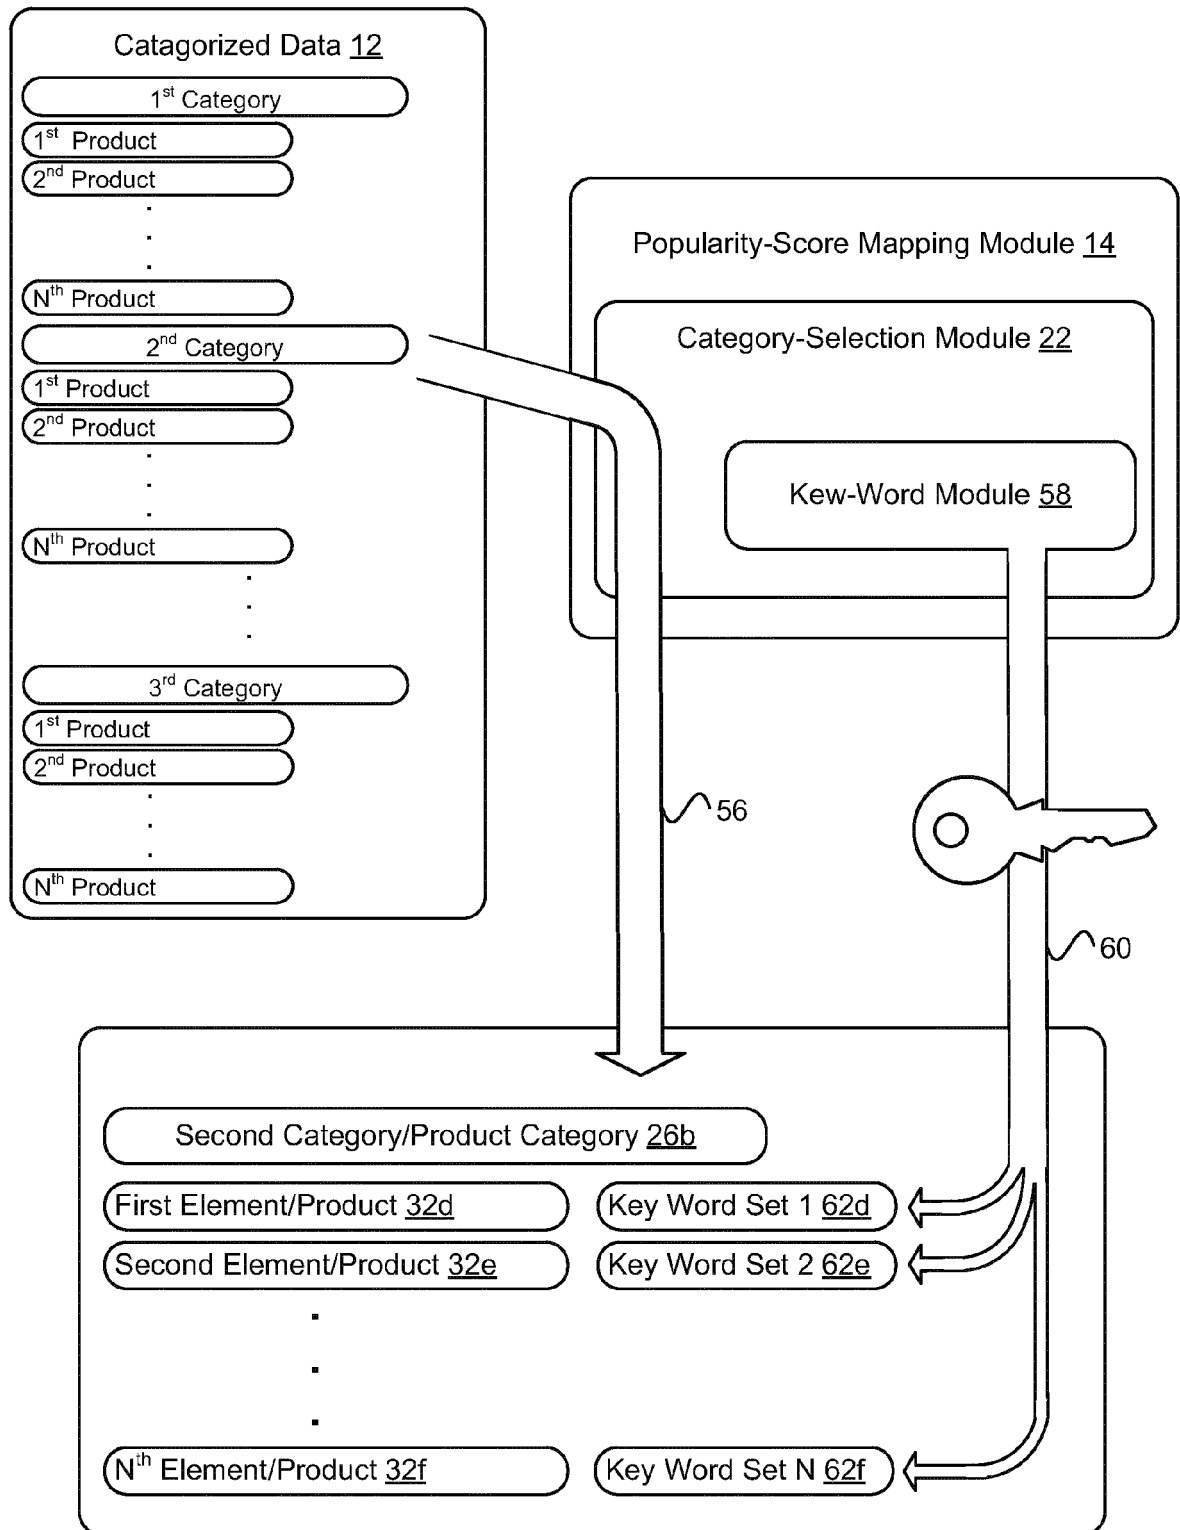 Catagorized Data 12
1st Category
1st Product
2nd Product
Nth Product
2nd Category
1st Product
2nd Product
Nth Product
3rd Category
1st Product
2nd Product
Nth Product
Popularity-Score Mapping Module 14
Category-Selection Module 22
Kew-Word Module 58
56
60
Second Category/Product Category 26b
First Element/Product 32d
Key Word Set 1 62d
Second Element/Product 32e
Key Word Set 2 62e
Nth Element/Product 32f
Key Word Set N 62f